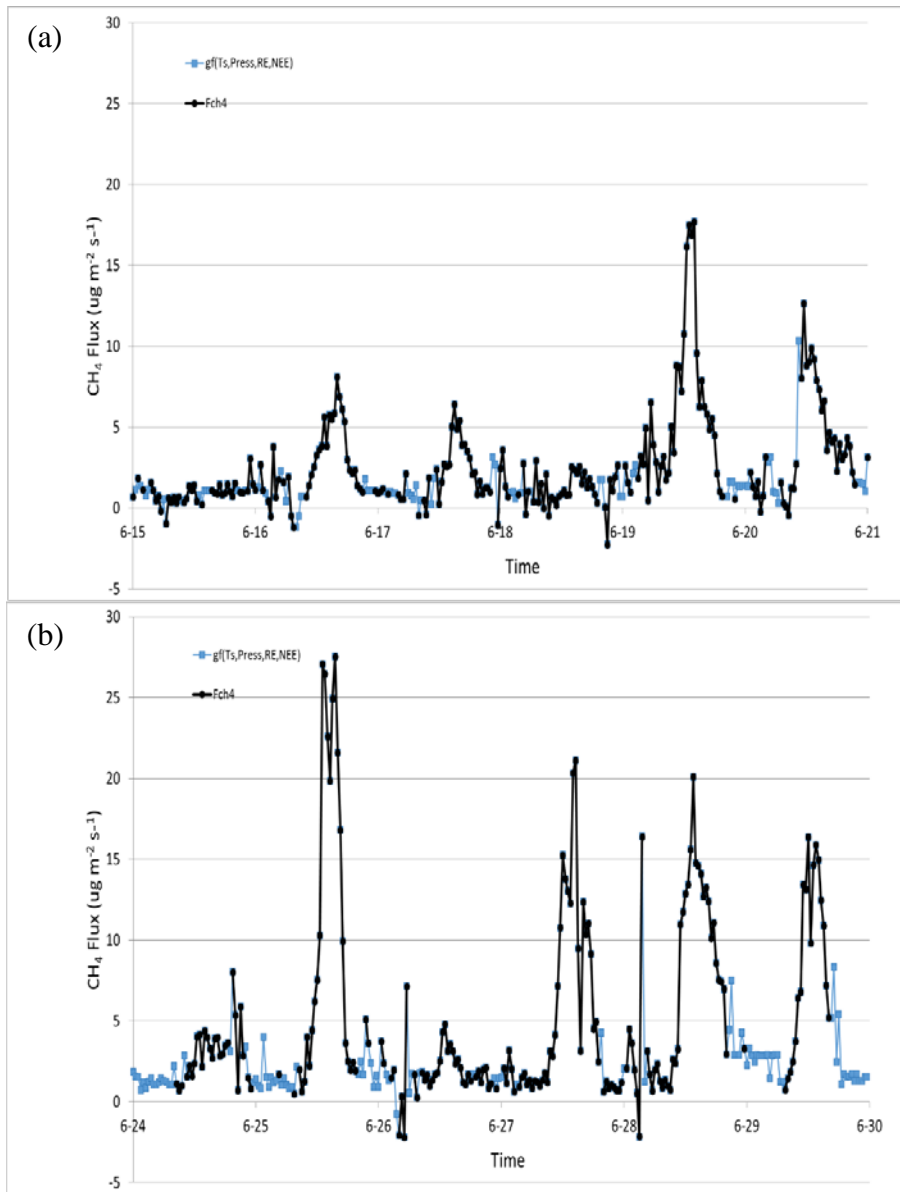 (a)
30
gf(Ts,Press,RE,NEE)
25
Fch4
20
15
10
5
0
-5
CH₄ Flux (ug m⁻² s⁻¹)
6-15 6-16 6-17 6-18 6-19 6-20 6-21
Time
(b)
30
gf(Ts,Press,RE,NEE)
25
Fch4
20
15
10
5
0
-5
CH₄ Flux (ug m⁻² s⁻¹)
6-24 6-25 6-26 6-27 6-28 6-29 6-30
Time